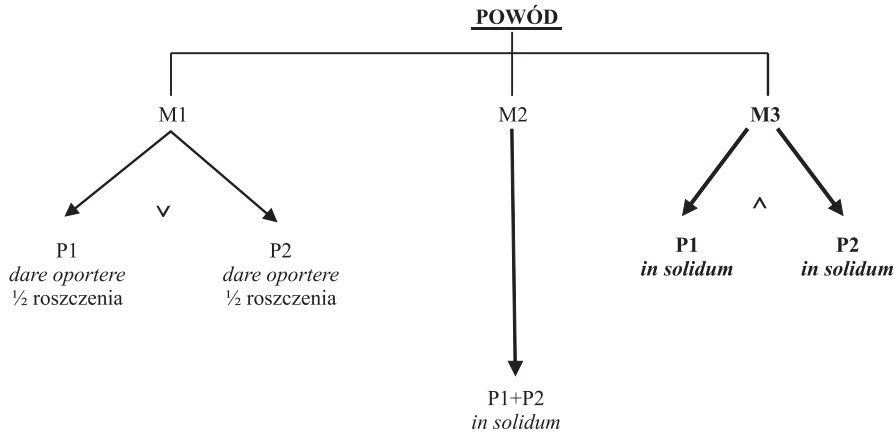 POWÓD
M1
M2
M3
P1
dare oportere
½ roszczenia
∨
P2
dare oportere
½ roszczenia
P1+P2
in solidum
P1
in solidum
∧
P2
in solidum